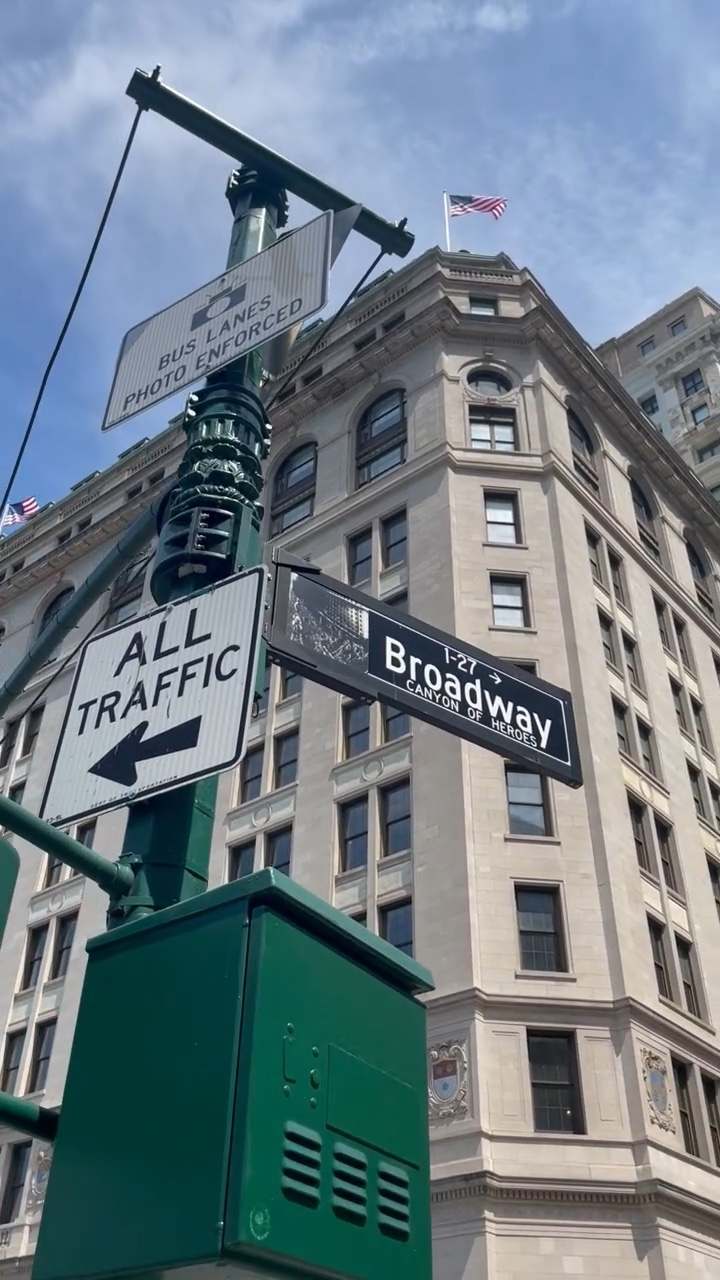 BUS LANES
PHOTO ENFORCED
ALL
TRAFFIC
1-27 →
Broadway
CANYON OF HEROES